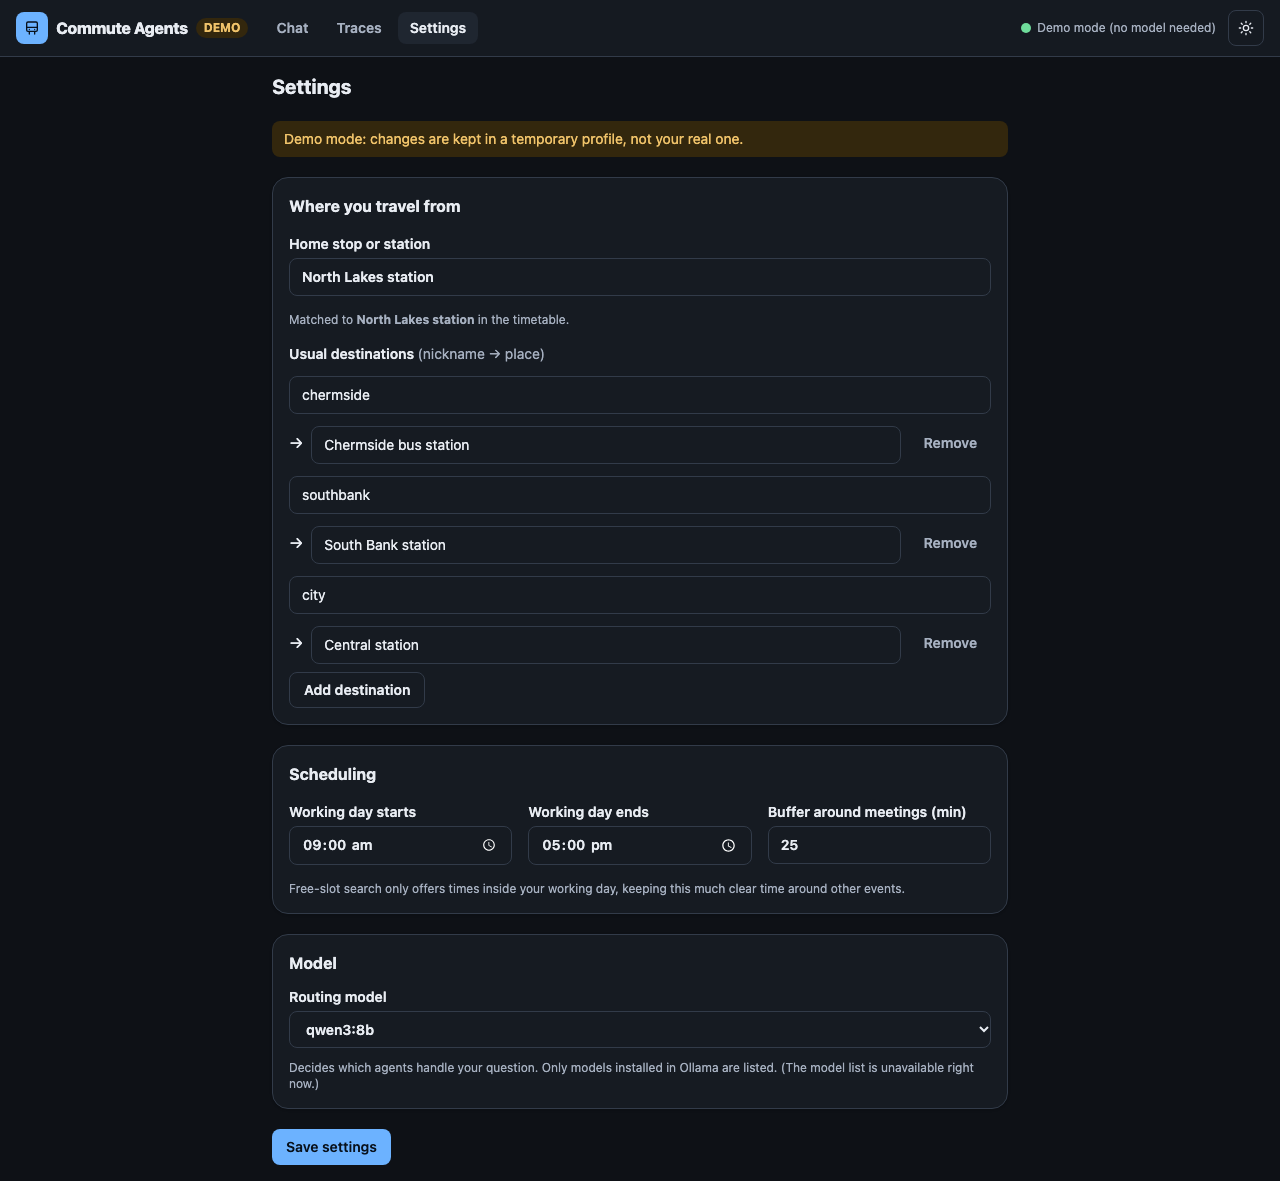 Commute Agents DEMO Chat Traces Settings Demo mode (no model needed)
Settings
Demo mode: changes are kept in a temporary profile, not your real one.
Where you travel from
Home stop or station
North Lakes station
Matched to North Lakes station in the timetable.
Usual destinations (nickname → place)
chermside
→ Chermside bus station Remove
southbank
→ South Bank station Remove
city
→ Central station Remove
Add destination
Scheduling
Working day starts Working day ends Buffer around meetings (min)
09:00 am 05:00 pm 25
Free-slot search only offers times inside your working day, keeping this much clear time around other events.
Model
Routing model
qwen3:8b
Decides which agents handle your question. Only models installed in Ollama are listed. (The model list is unavailable right
now.)
Save settings